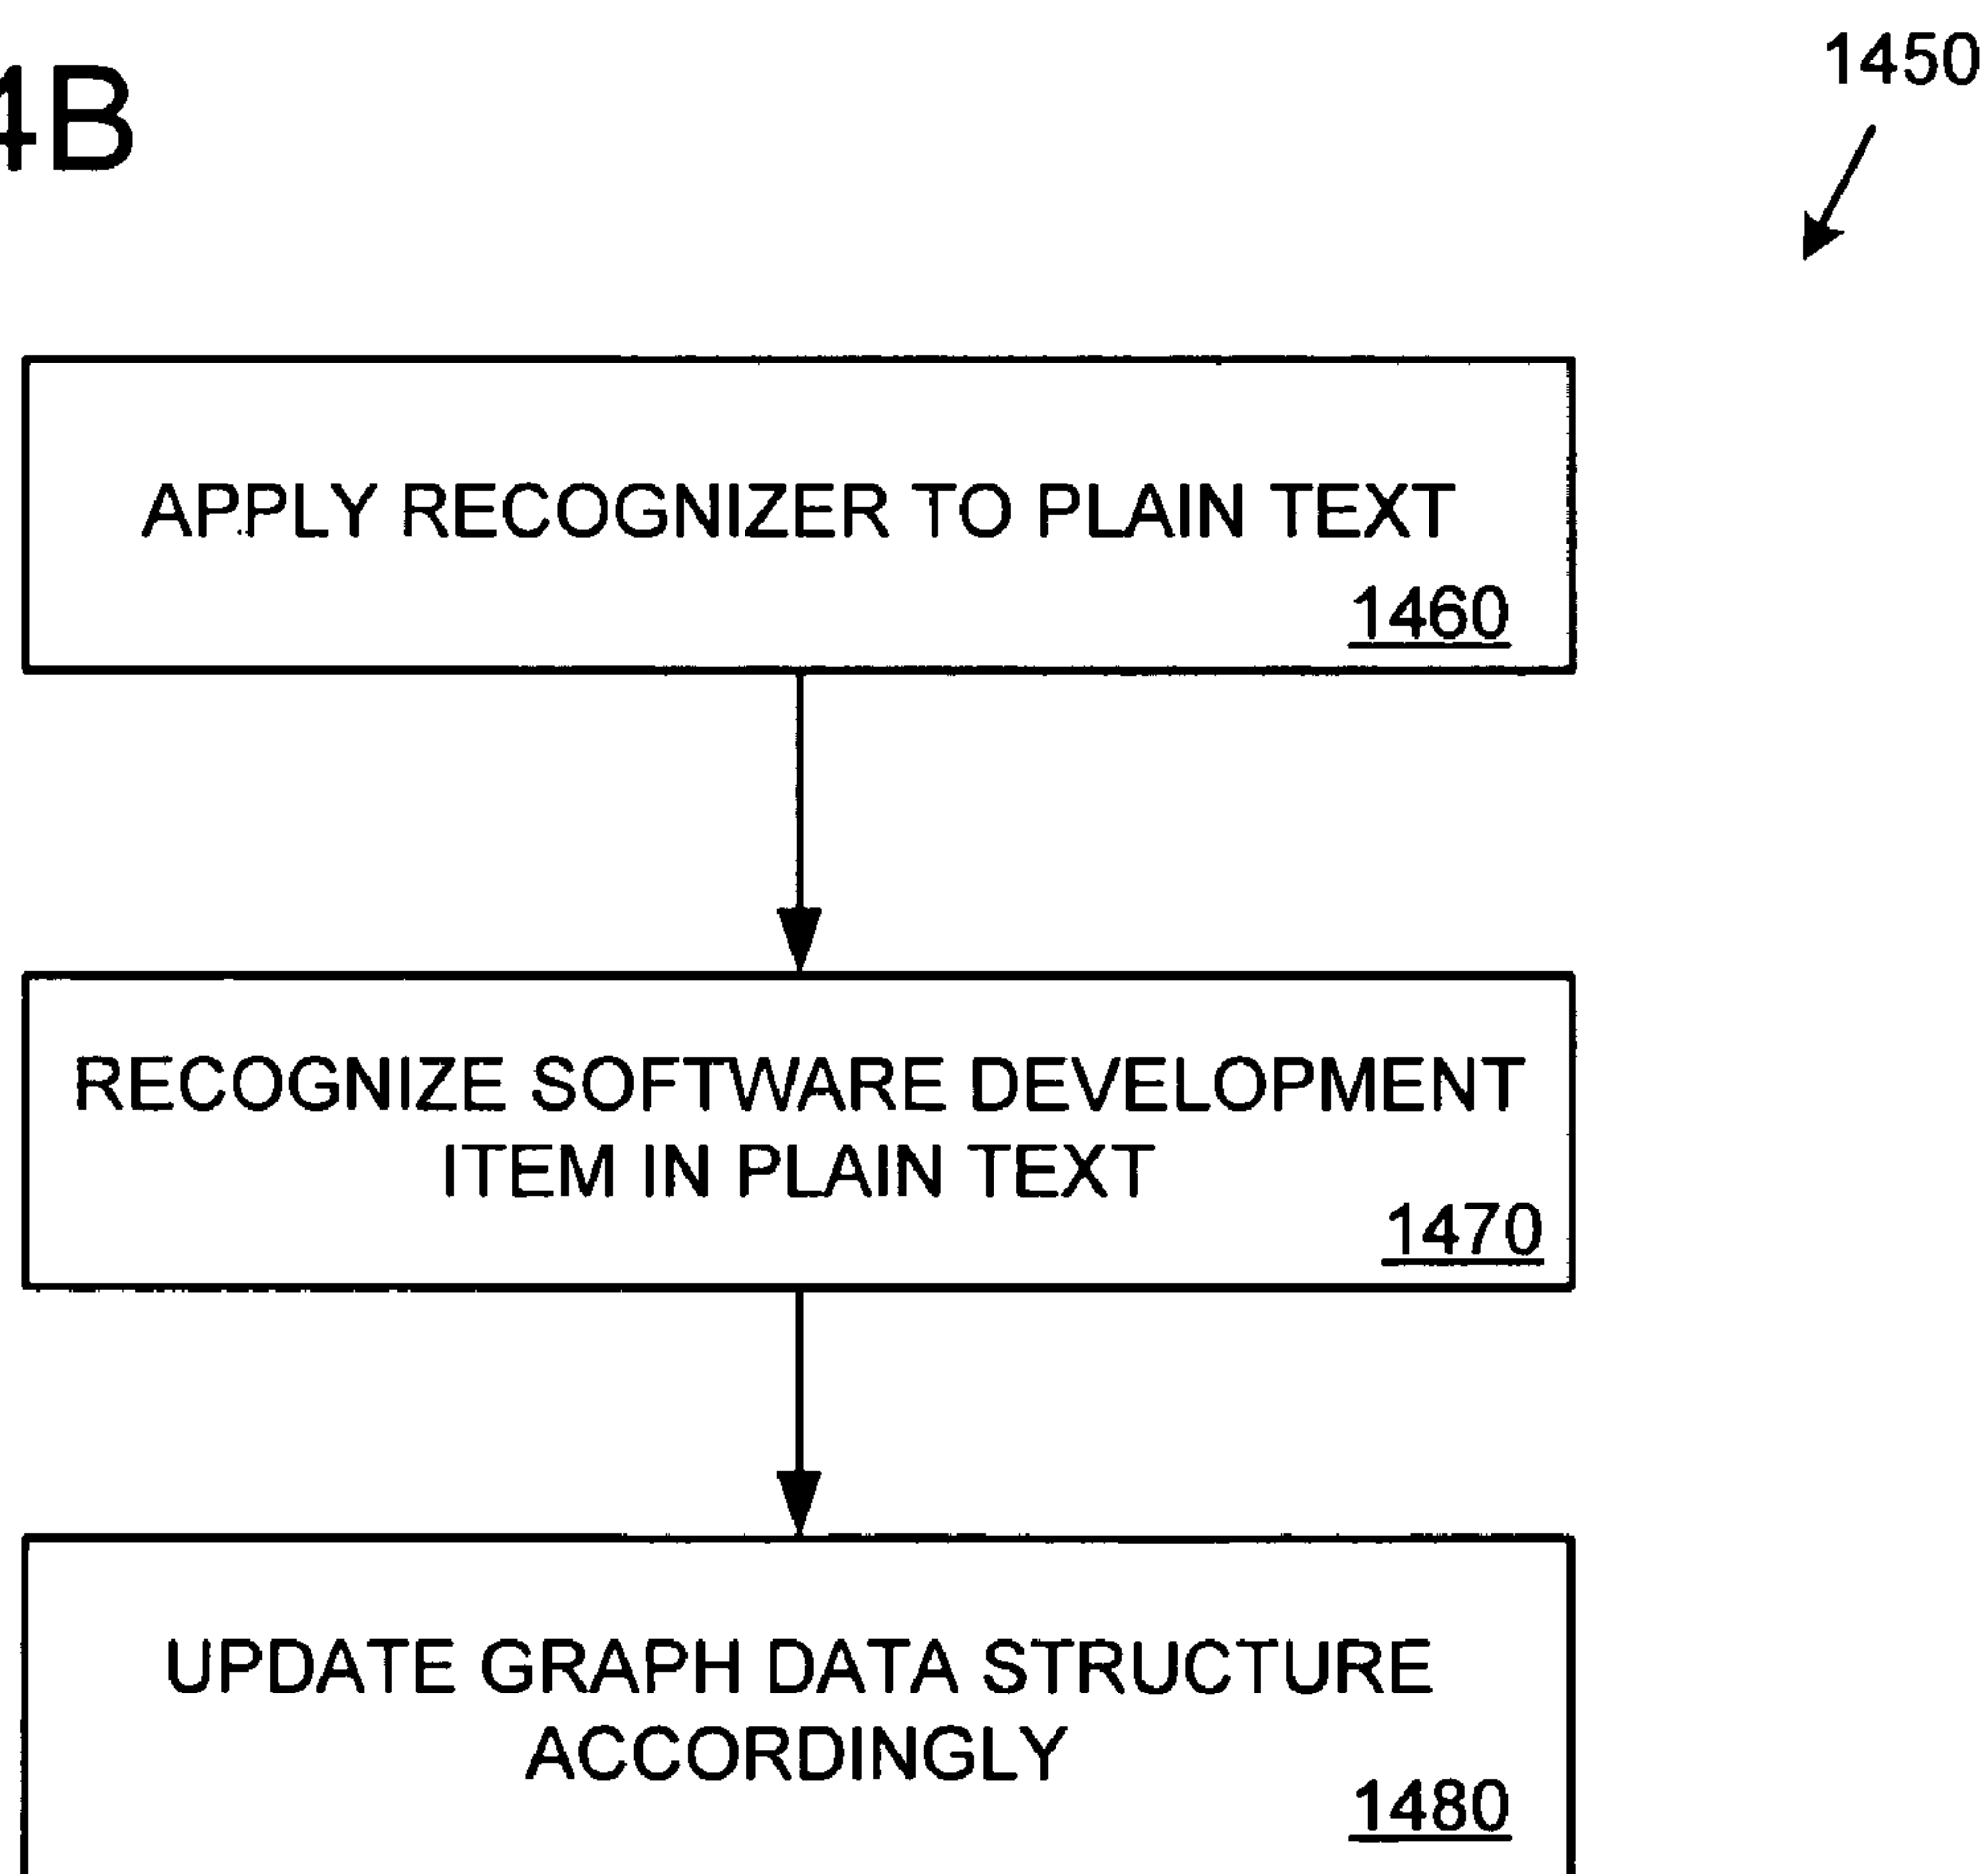 4B
1450
APPLY RECOGNIZER TO PLAIN TEXT
1460
RECOGNIZE SOFTWARE DEVELOPMENT
ITEM IN PLAIN TEXT
1470
UPDATE GRAPH DATA STRUCTURE
ACCORDINGLY
1480